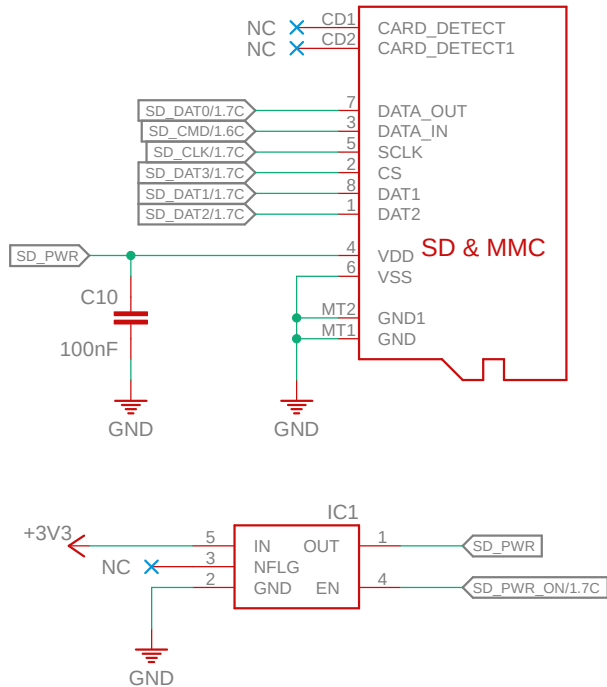 NC CD1 CARD_DETECT
NC CD2 CARD_DETECT1
SD_DAT0/1.7C 7 DATA_OUT
SD_CMD/1.6C 3 DATA_IN
SD_CLK/1.7C 5 SCLK
SD_DAT3/1.7C 2 CS
SD_DAT1/1.7C 8 DAT1
SD_DAT2/1.7C 1 DAT2
SD_PWR 4 VDD SD & MMC
6 VSS
C10
MT2 GND1
MT1 GND
100nF
GND GND
IC1
+3V3 5 IN OUT 1 SD_PWR
NC 3 NFLG
2 GND EN 4 SD_PWR_ON/1.7C
GND